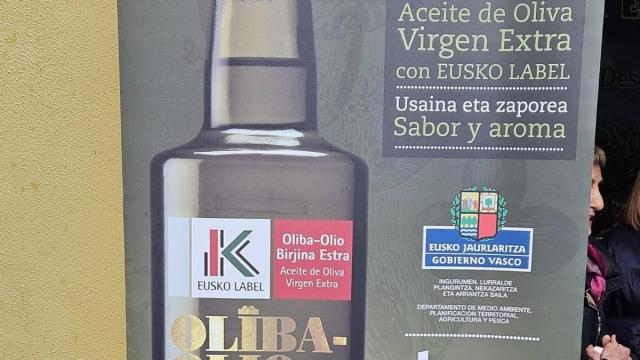 Aceite de Oliva
Virgen Extra
con EUSKO LABEL
Usaina eta zaporea
Sabor y aroma
K
EUSKO LABEL
Oliba-Olio
Birjina Estra
Aceite de Oliva
Virgen Extra
OLIBA-
OLIO
EUSKO JAURLARITZA
GOBIERNO VASCO
INGURUMEN, LURRALDE
PLANGINTZA, NEKAZARITZA
ETA ARRANTZA SAILA
DEPARTAMENTO DE MEDIO AMBIENTE,
PLANIFICACIÓN TERRITORIAL,
AGRICULTURA Y PESCA